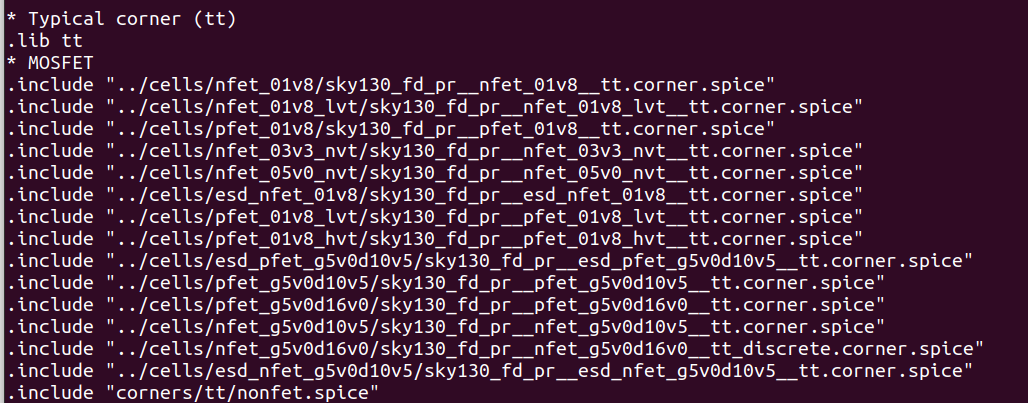 * Typical corner (tt)
.lib tt
* MOSFET
.include "../cells/nfet_01v8/sky130_fd_pr__nfet_01v8__tt.corner.spice"
.include "../cells/nfet_01v8_lvt/sky130_fd_pr__nfet_01v8_lvt__tt.corner.spice"
.include "../cells/pfet_01v8/sky130_fd_pr__pfet_01v8__tt.corner.spice"
.include "../cells/nfet_03v3_nvt/sky130_fd_pr__nfet_03v3_nvt__tt.corner.spice"
.include "../cells/nfet_05v0_nvt/sky130_fd_pr__nfet_05v0_nvt__tt.corner.spice"
.include "../cells/esd_nfet_01v8/sky130_fd_pr__esd_nfet_01v8__tt.corner.spice"
.include "../cells/pfet_01v8_lvt/sky130_fd_pr__pfet_01v8_lvt__tt.corner.spice"
.include "../cells/pfet_01v8_hvt/sky130_fd_pr__pfet_01v8_hvt__tt.corner.spice"
.include "../cells/esd_pfet_g5v0d10v5/sky130_fd_pr__esd_pfet_g5v0d10v5__tt.corner.spice"
.include "../cells/pfet_g5v0d10v5/sky130_fd_pr__pfet_g5v0d10v5__tt.corner.spice"
.include "../cells/pfet_g5v0d16v0/sky130_fd_pr__pfet_g5v0d16v0__tt.corner.spice"
.include "../cells/nfet_g5v0d10v5/sky130_fd_pr__nfet_g5v0d10v5__tt.corner.spice"
.include "../cells/nfet_g5v0d16v0/sky130_fd_pr__nfet_g5v0d16v0__tt_discrete.corner.spice"
.include "../cells/esd_nfet_g5v0d10v5/sky130_fd_pr__esd_nfet_g5v0d10v5__tt.corner.spice"
.include "corners/tt/nonfet.spice"